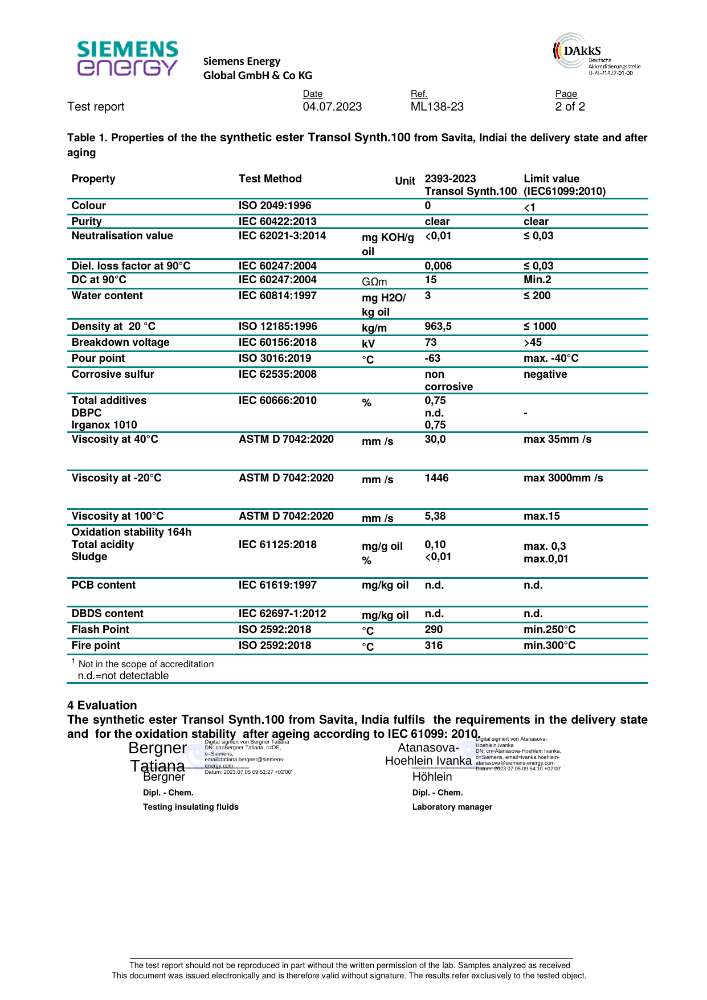 SIEMENS
energy
Siemens Energy
Global GmbH & Co KG
DAkkS
Deutsche
Akkreditierungsstelle
D-PL-21472-01-00
Date Ref. Page
Test report 04.07.2023 ML138-23 2 of 2
Table 1. Properties of the the synthetic ester Transol Synth.100 from Savita, Indiai the delivery state and after
aging
Property Test Method Unit 2393-2023 Limit value
Transol Synth.100 (IEC61099:2010)
Colour ISO 2049:1996 0 <1
Purity IEC 60422:2013 clear clear
Neutralisation value IEC 62021-3:2014 mg KOH/g <0,01 ≤ 0,03
oil
Diel. loss factor at 90°C IEC 60247:2004 0,006 ≤ 0,03
DC at 90°C IEC 60247:2004 GΩm 15 Min.2
Water content IEC 60814:1997 mg H2O/ 3 ≤ 200
kg oil
Density at 20 °C ISO 12185:1996 kg/m 963,5 ≤ 1000
Breakdown voltage IEC 60156:2018 kV 73 >45
Pour point ISO 3016:2019 °C -63 max. -40°C
Corrosive sulfur IEC 62535:2008 non negative
corrosive
Total additives IEC 60666:2010 % 0,75
DBPC n.d. -
Irganox 1010 0,75
Viscosity at 40°C ASTM D 7042:2020 mm /s 30,0 max 35mm /s
Viscosity at -20°C ASTM D 7042:2020 mm /s 1446 max 3000mm /s
Viscosity at 100°C ASTM D 7042:2020 mm /s 5,38 max.15
Oxidation stability 164h
Total acidity IEC 61125:2018 mg/g oil 0,10 max. 0,3
Sludge % <0,01 max.0,01
PCB content IEC 61619:1997 mg/kg oil n.d. n.d.
DBDS content IEC 62697-1:2012 mg/kg oil n.d. n.d.
Flash Point ISO 2592:2018 °C 290 min.250°C
Fire point ISO 2592:2018 °C 316 min.300°C
1 Not in the scope of accreditation
n.d.=not detectable
4 Evaluation
The synthetic ester Transol Synth.100 from Savita, India fulfils the requirements in the delivery state
and for the oxidation stability after ageing according to IEC 61099: 2010.
Bergner
Tatiana
Digital signiert von Bergner Tatiana
DN: cn=Bergner Tatiana, c=DE,
o=Siemens,
email=tatiana.bergner@siemens-
energy.com
Datum: 2023.07.05 09:51:27 +02'00'
Atanasova-
Hoehlein Ivanka
Digital signiert von Atanasova-
Hoehlein Ivanka
DN: cn=Atanasova-Hoehlein Ivanka,
o=Siemens, email=ivanka.hoehlein-
atanasova@siemens-energy.com
Datum: 2023.07.05 09:54:10 +02'00'
Bergner Höhlein
Dipl. - Chem. Dipl. - Chem.
Testing insulating fluids Laboratory manager
The test report should not be reproduced in part without the written permission of the lab. Samples analyzed as received
This document was issued electronically and is therefore valid without signature. The results refer exclusively to the tested object.